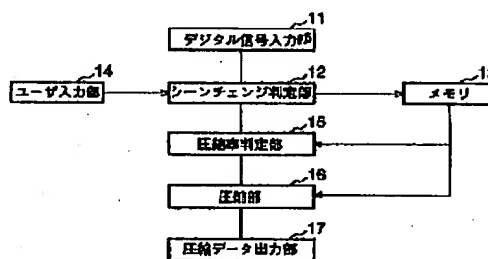 11
デジタル信号入力部
14
12
ユーザ入力部
シーンチェンジ判定部
メモリ
15
圧縮率判定部
16
圧縮部
17
圧縮データ出力部